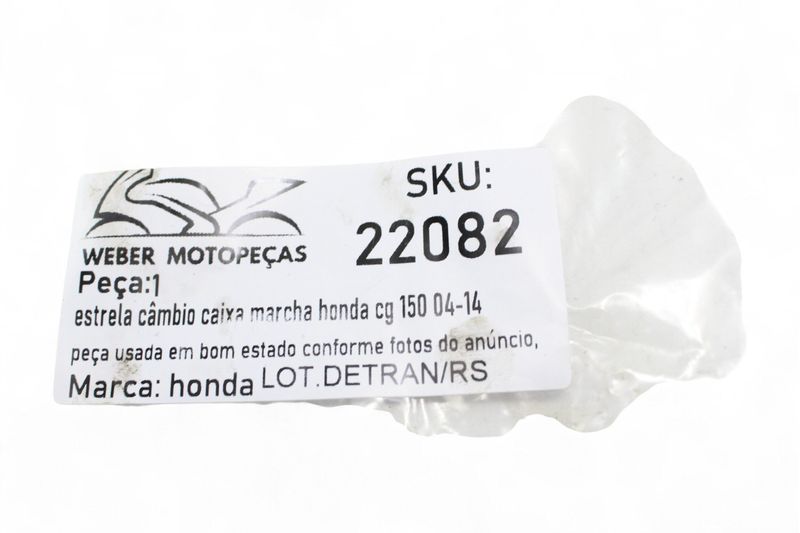 SKU:
22082
WEBER MOTOPEÇAS
Peça:1
estrela câmbio caixa marcha honda cg 150 04-14
peça usada em bom estado conforme fotos do anúncio,
Marca: honda LOT.DETRAN/RS